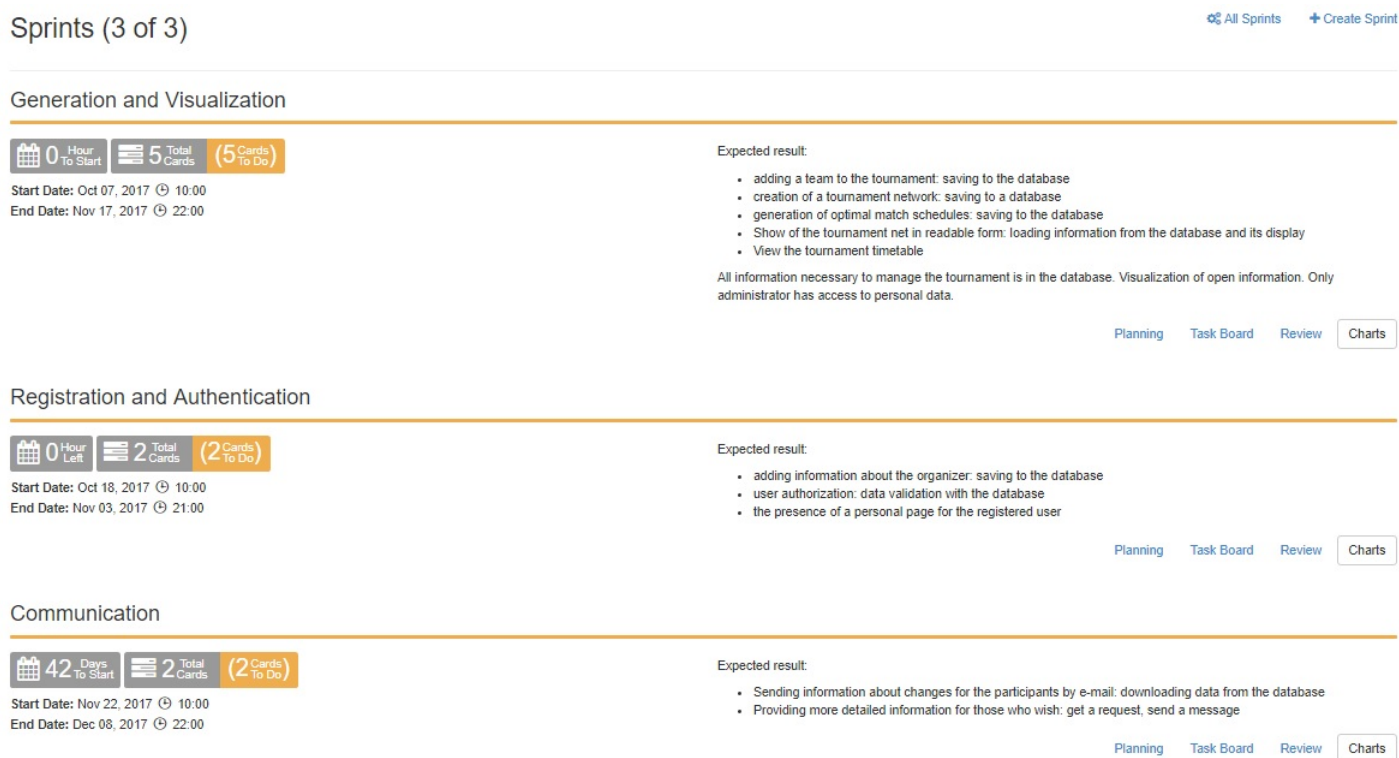 Sprints (3 of 3)
All Sprints
Create Sprint
Generation and Visualization
0 Hour To Start 5 Total Cards (5 Cards To Do)
Start Date: Oct 07, 2017 10:00
End Date: Nov 17, 2017 22:00
Expected result:
adding a team to the tournament: saving to the database
creation of a tournament network: saving to a database
generation of optimal match schedules: saving to the database
Show of the tournament net in readable form: loading information from the database and its display
View the tournament timetable
All information necessary to manage the tournament is in the database. Visualization of open information. Only
administrator has access to personal data.
Planning Task Board Review Charts
Registration and Authentication
0 Hour Left 2 Total Cards (2 Cards To Do)
Start Date: Oct 18, 2017 10:00
End Date: Nov 03, 2017 21:00
Expected result:
adding information about the organizer: saving to the database
user authorization: data validation with the database
the presence of a personal page for the registered user
Planning Task Board Review Charts
Communication
42 Days To Start 2 Total Cards (2 Cards To Do)
Start Date: Nov 22, 2017 10:00
End Date: Dec 08, 2017 22:00
Expected result:
Sending information about changes for the participants by e-mail: downloading data from the database
Providing more detailed information for those who wish: get a request, send a message
Planning Task Board Review Charts